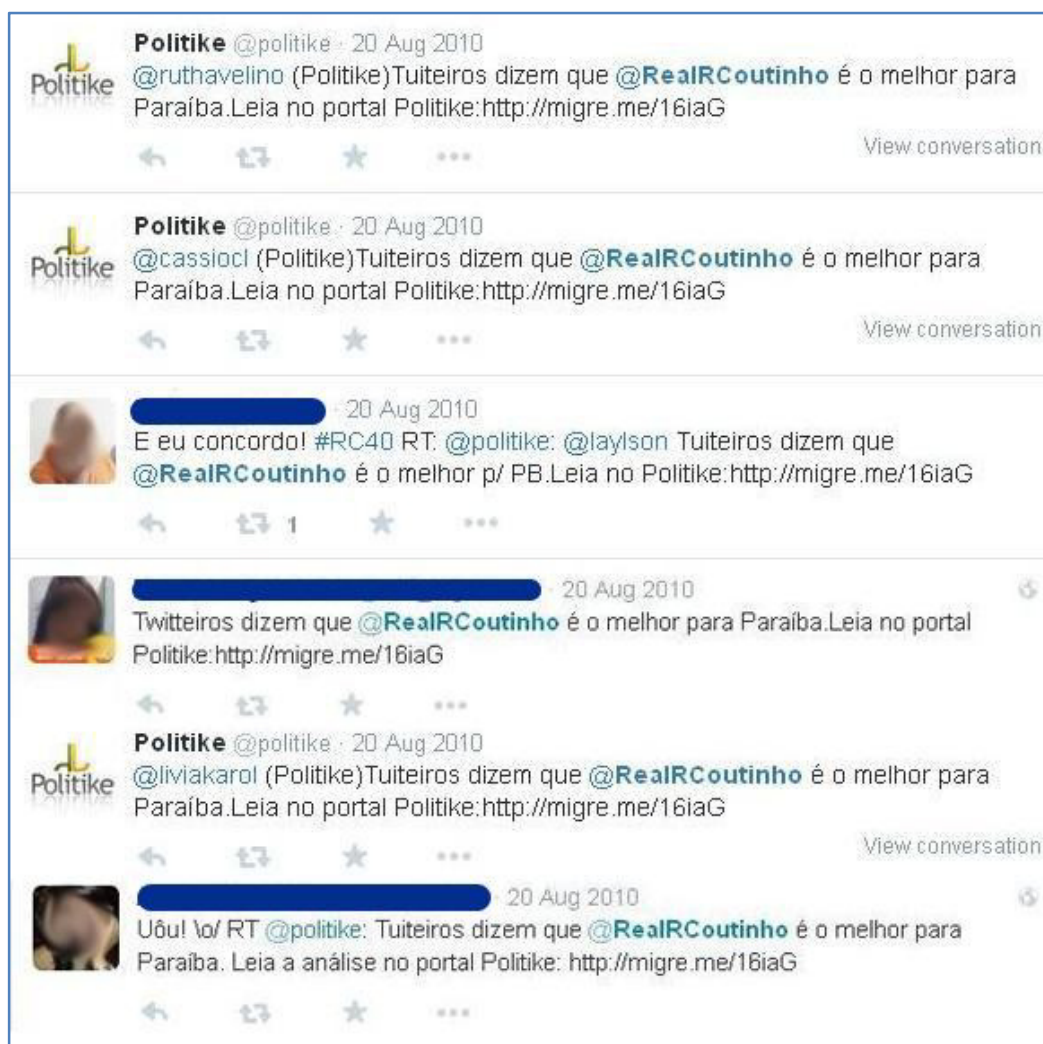 Politike @politike · 20 Aug 2010
@ruthavelino (Politike)Tuiteiros dizem que @RealRCoutinho é o melhor para
Paraíba.Leia no portal Politike:http://migre.me/16iaG
Politike
View conversation
Politike @politike · 20 Aug 2010
@cassiocl (Politike)Tuiteiros dizem que @RealRCoutinho é o melhor para
Paraíba.Leia no portal Politike:http://migre.me/16iaG
Politike
View conversation
· 20 Aug 2010
E eu concordo! #RC40 RT: @politike: @laylson Tuiteiros dizem que
@RealRCoutinho é o melhor p/ PB.Leia no Politike:http://migre.me/16iaG
1
· 20 Aug 2010
Twitteiros dizem que @RealRCoutinho é o melhor para Paraíba.Leia no portal
Politike:http://migre.me/16iaG
Politike @politike · 20 Aug 2010
@liviakarol (Politike)Tuiteiros dizem que @RealRCoutinho é o melhor para
Paraíba.Leia no portal Politike:http://migre.me/16iaG
Politike
View conversation
· 20 Aug 2010
Uôu! \o/ RT @politike: Tuiteiros dizem que @RealRCoutinho é o melhor para
Paraíba. Leia a análise no portal Politike: http://migre.me/16iaG